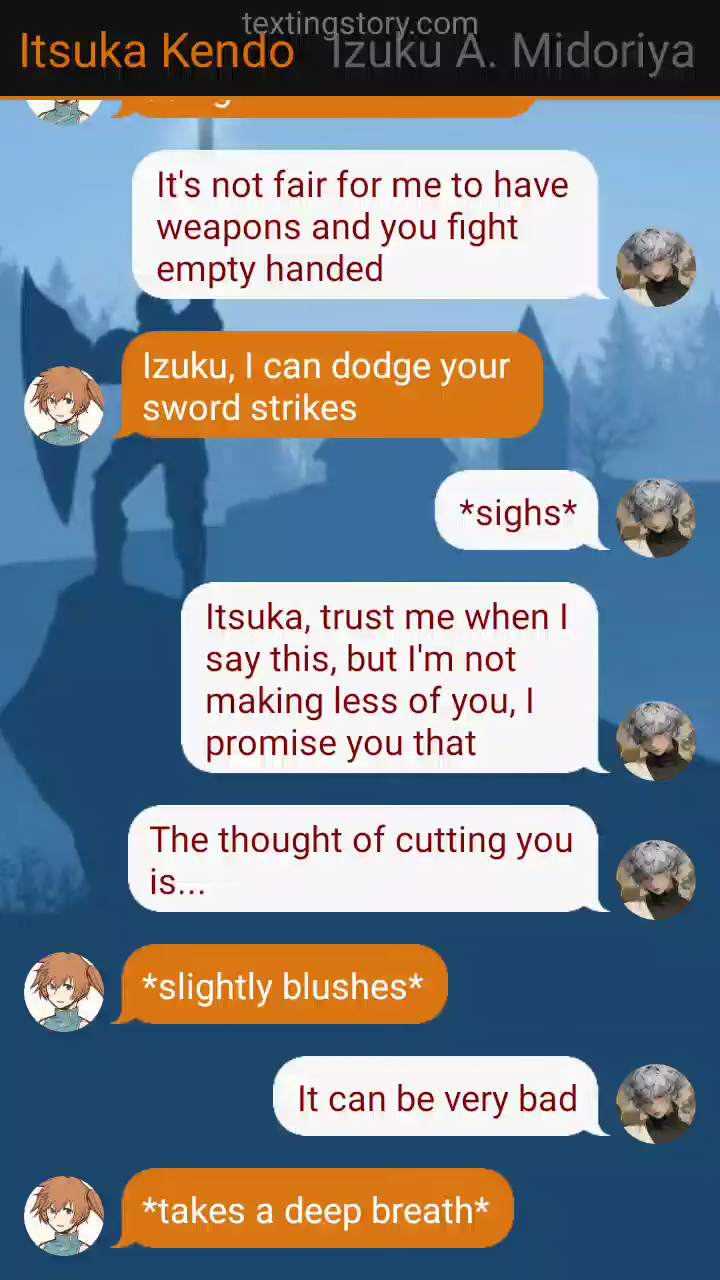 textingstory.com
Itsuka Kendo
Izuku A. Midoriya
It's not fair for me to have
weapons and you fight
empty handed
Izuku, I can dodge your
sword strikes
*sighs*
Itsuka, trust me when I
say this, but I'm not
making less of you, I
promise you that
The thought of cutting you
is...
*slightly blushes*
It can be very bad
*takes a deep breath*